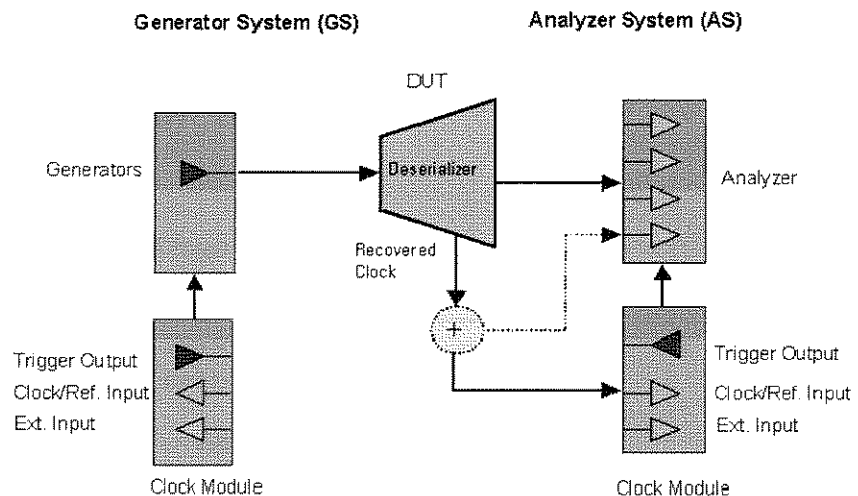 Generator System (GS)
Analyzer System (AS)
DUT
Generators
Deserializer
Analyzer
Recovered
Clock
+
Trigger Output
Clock/Ref. Input
Ext. Input
Trigger Output
Clock/Ref. Input
Ext. Input
Clock Module
Clock Module